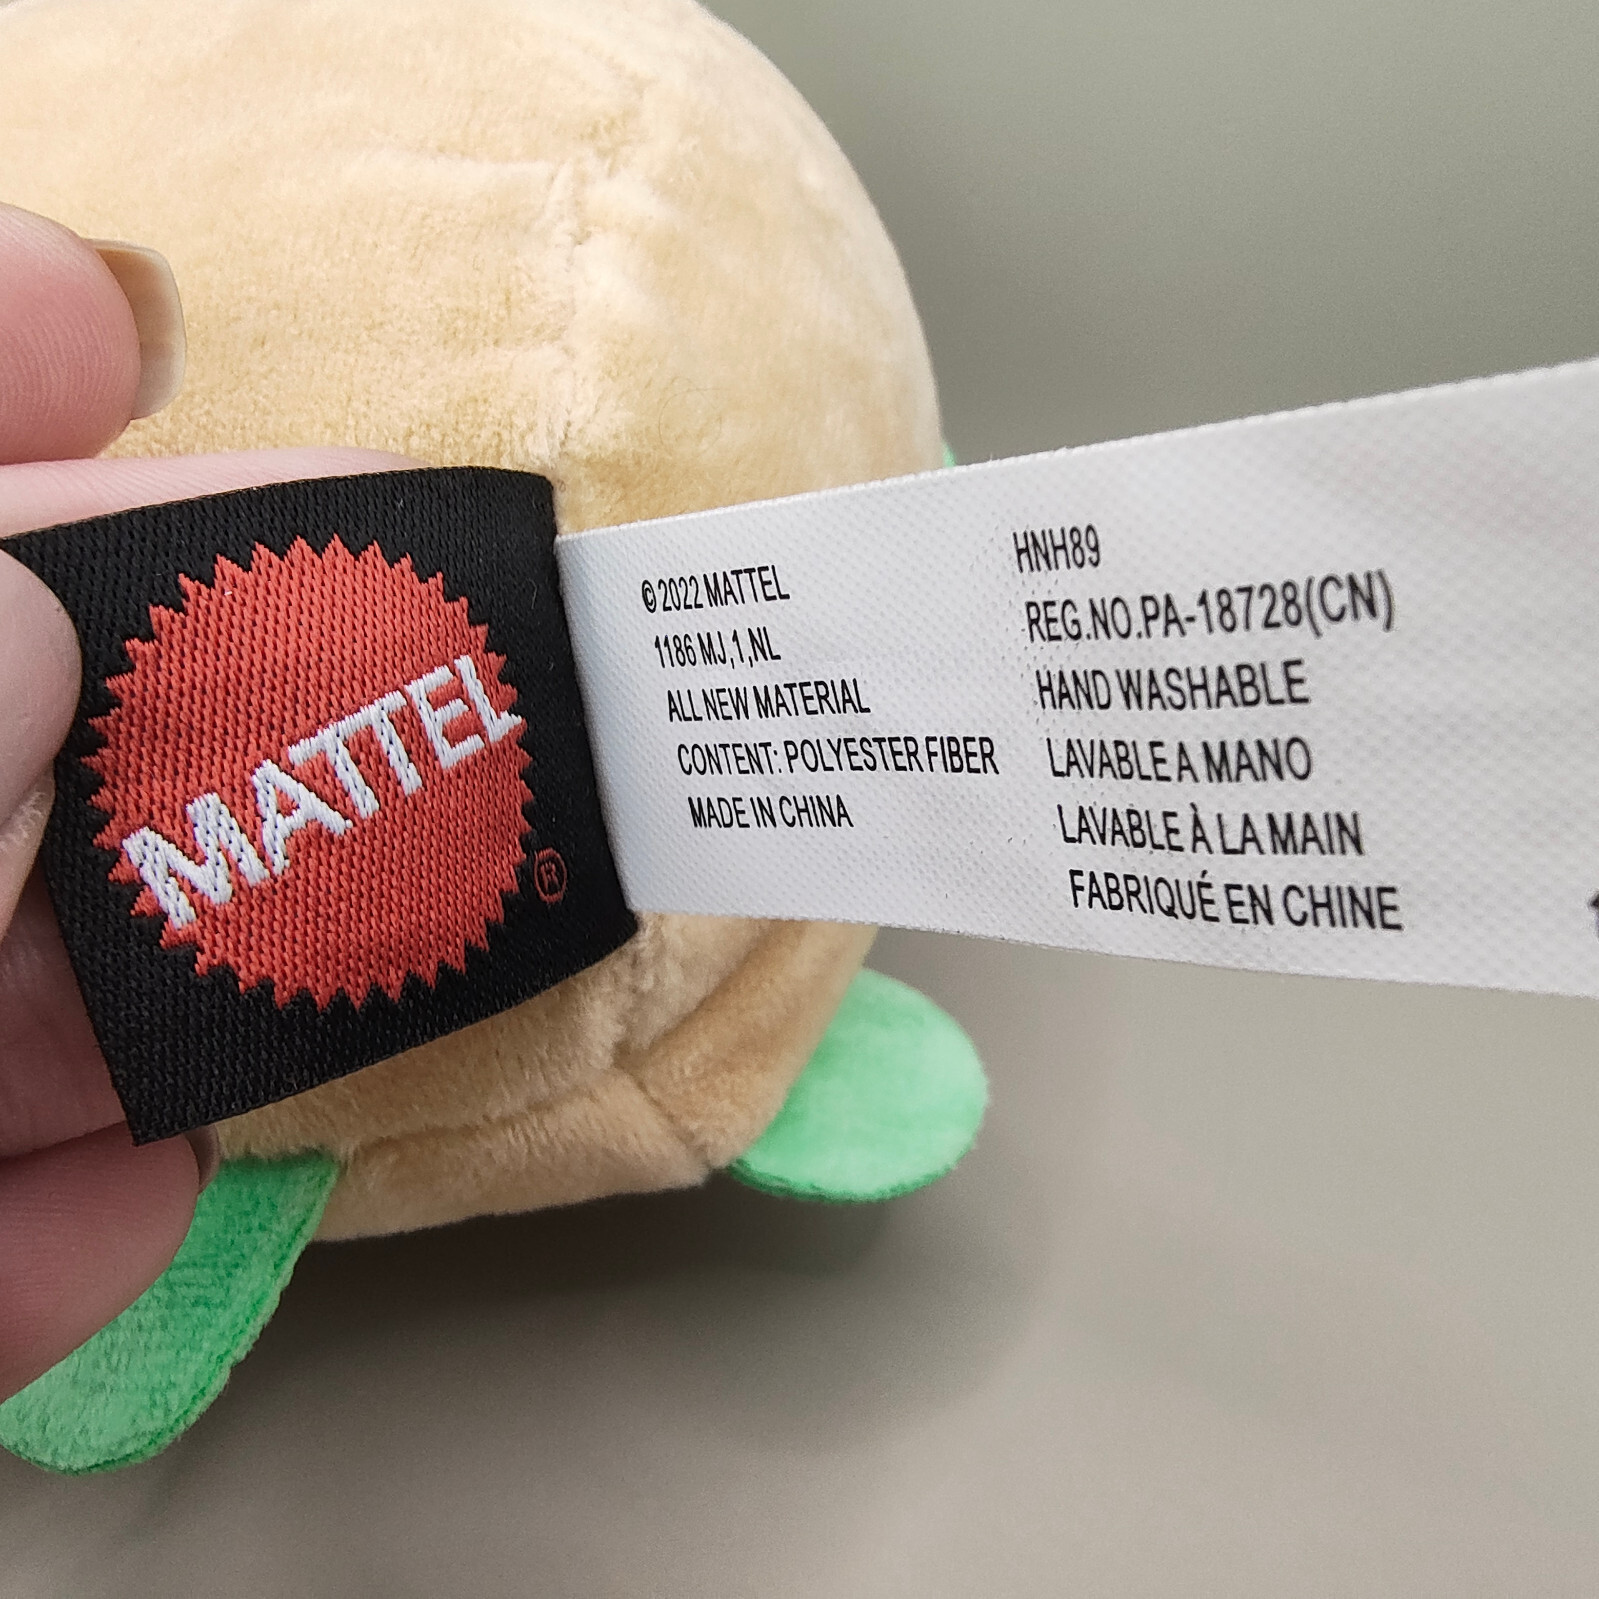 MATTEL
®
© 2022 MATTEL
1186 MJ,1,NL
ALL NEW MATERIAL
CONTENT: POLYESTER FIBER
MADE IN CHINA
HNH89
REG.NO.PA-18728(CN)
HAND WASHABLE
LAVABLE A MANO
LAVABLE À LA MAIN
FABRIQUÉ EN CHINE